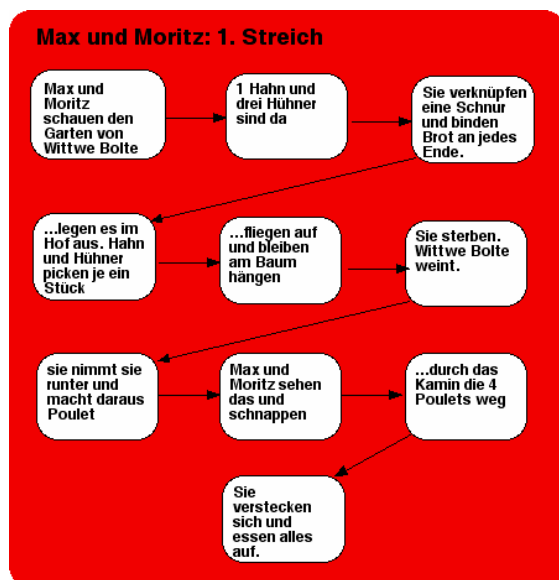 Max und Moritz: 1. Streich
Max und
Moritz
schauen den
Garten von
Wittwe Bolte
1 Hahn und
drei Hühner
sind da
Sie verknüpfen
eine Schnur
und binden
Brot an jedes
Ende.
...legen es im
Hof aus. Hahn
und Hühner
picken je ein
Stück
...fliegen auf
und bleiben
am Baum
hängen
Sie sterben.
Wittwe Bolte
weint.
sie nimmt sie
runter und
macht daraus
Poulet
Max und
Moritz sehen
das und
schnappen
...durch das
Kamin die 4
Poulets weg
Sie
verstecken
sich und
essen alles
auf.